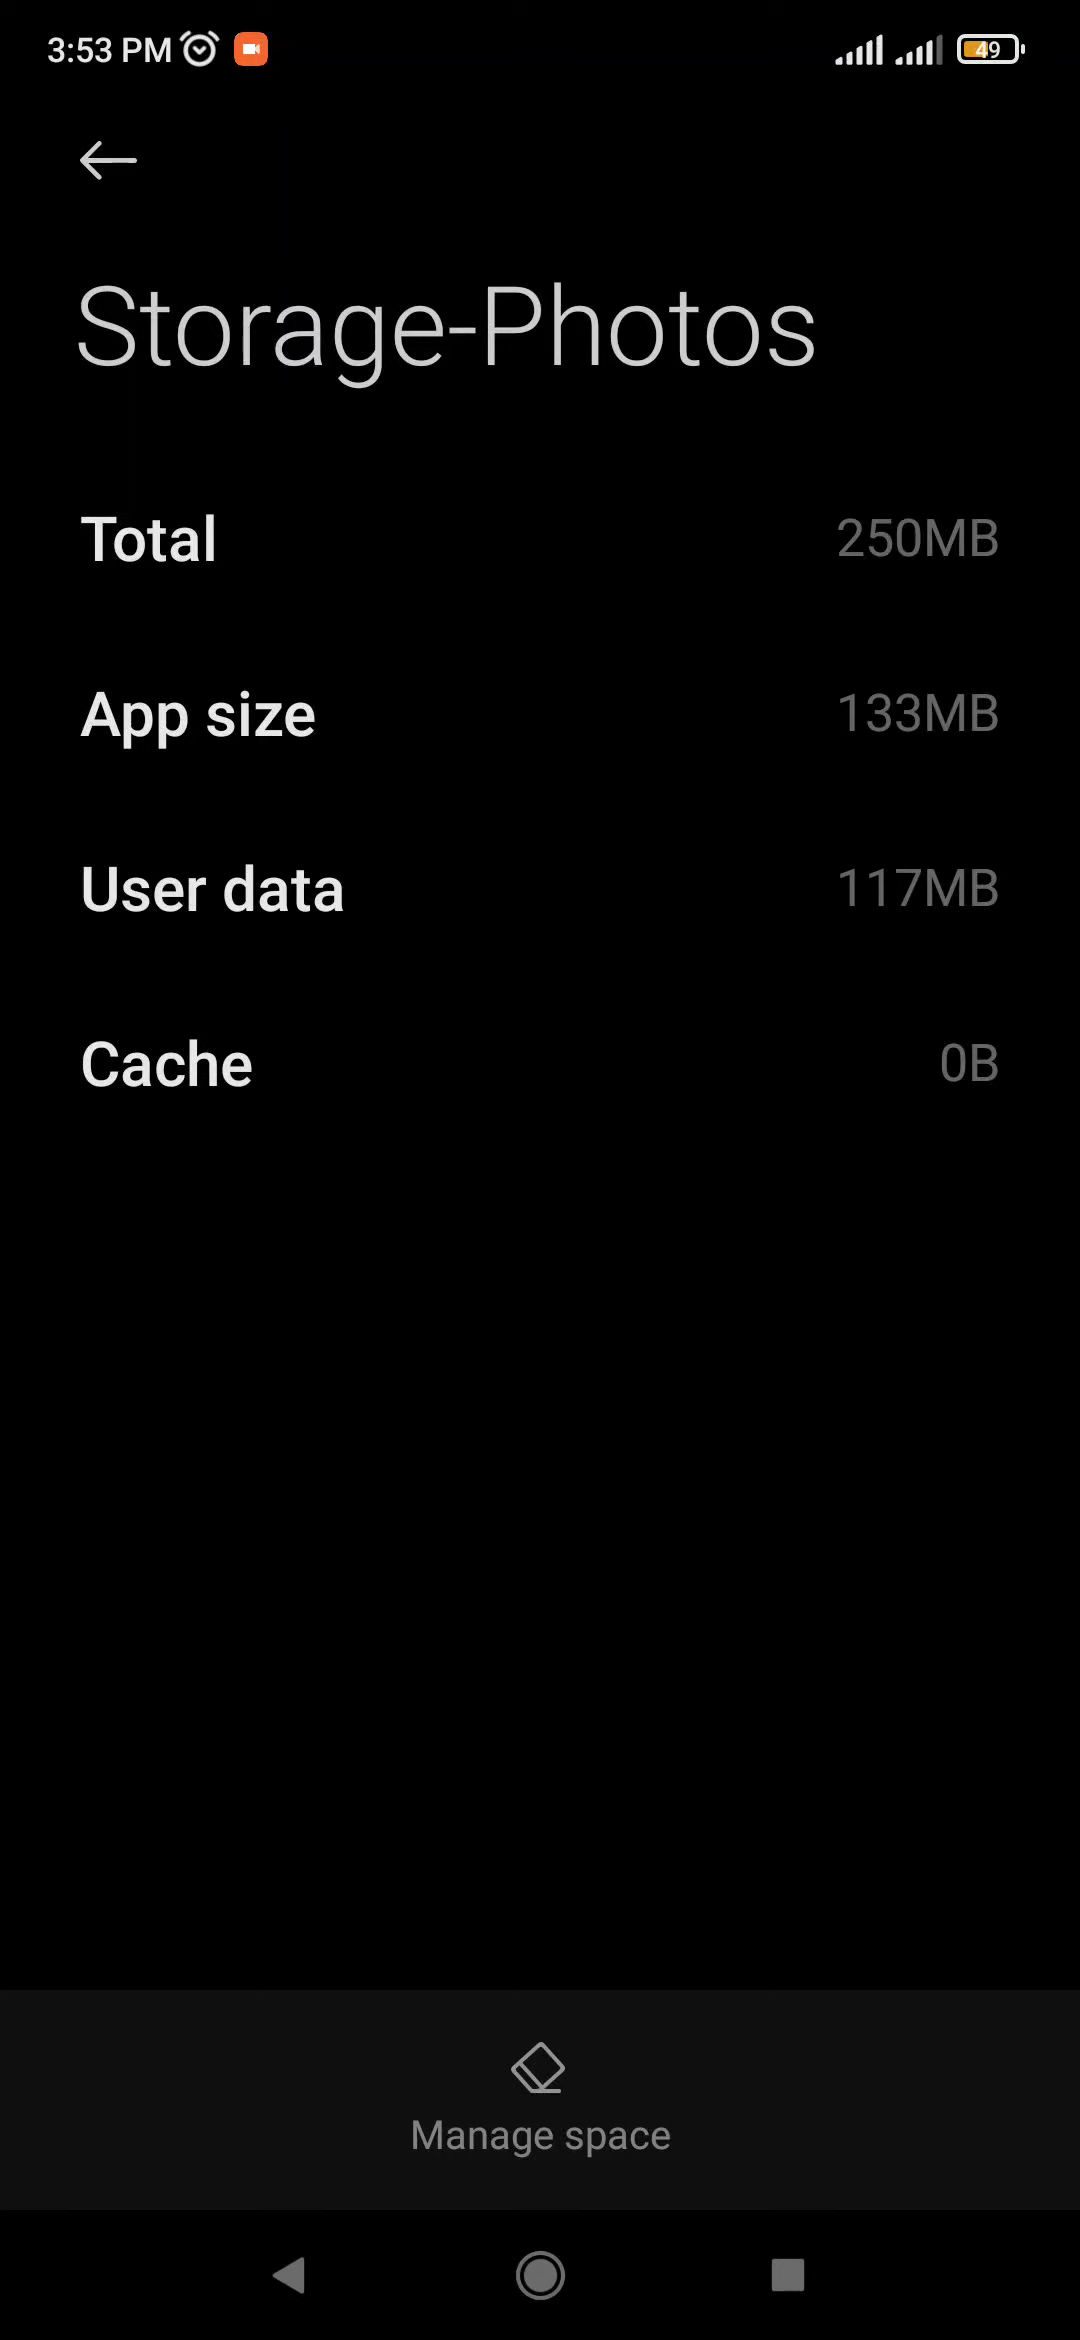 3:53 PM
49
Storage-Photos
Total 250MB
App size 133MB
User data 117MB
Cache 0B
Manage space